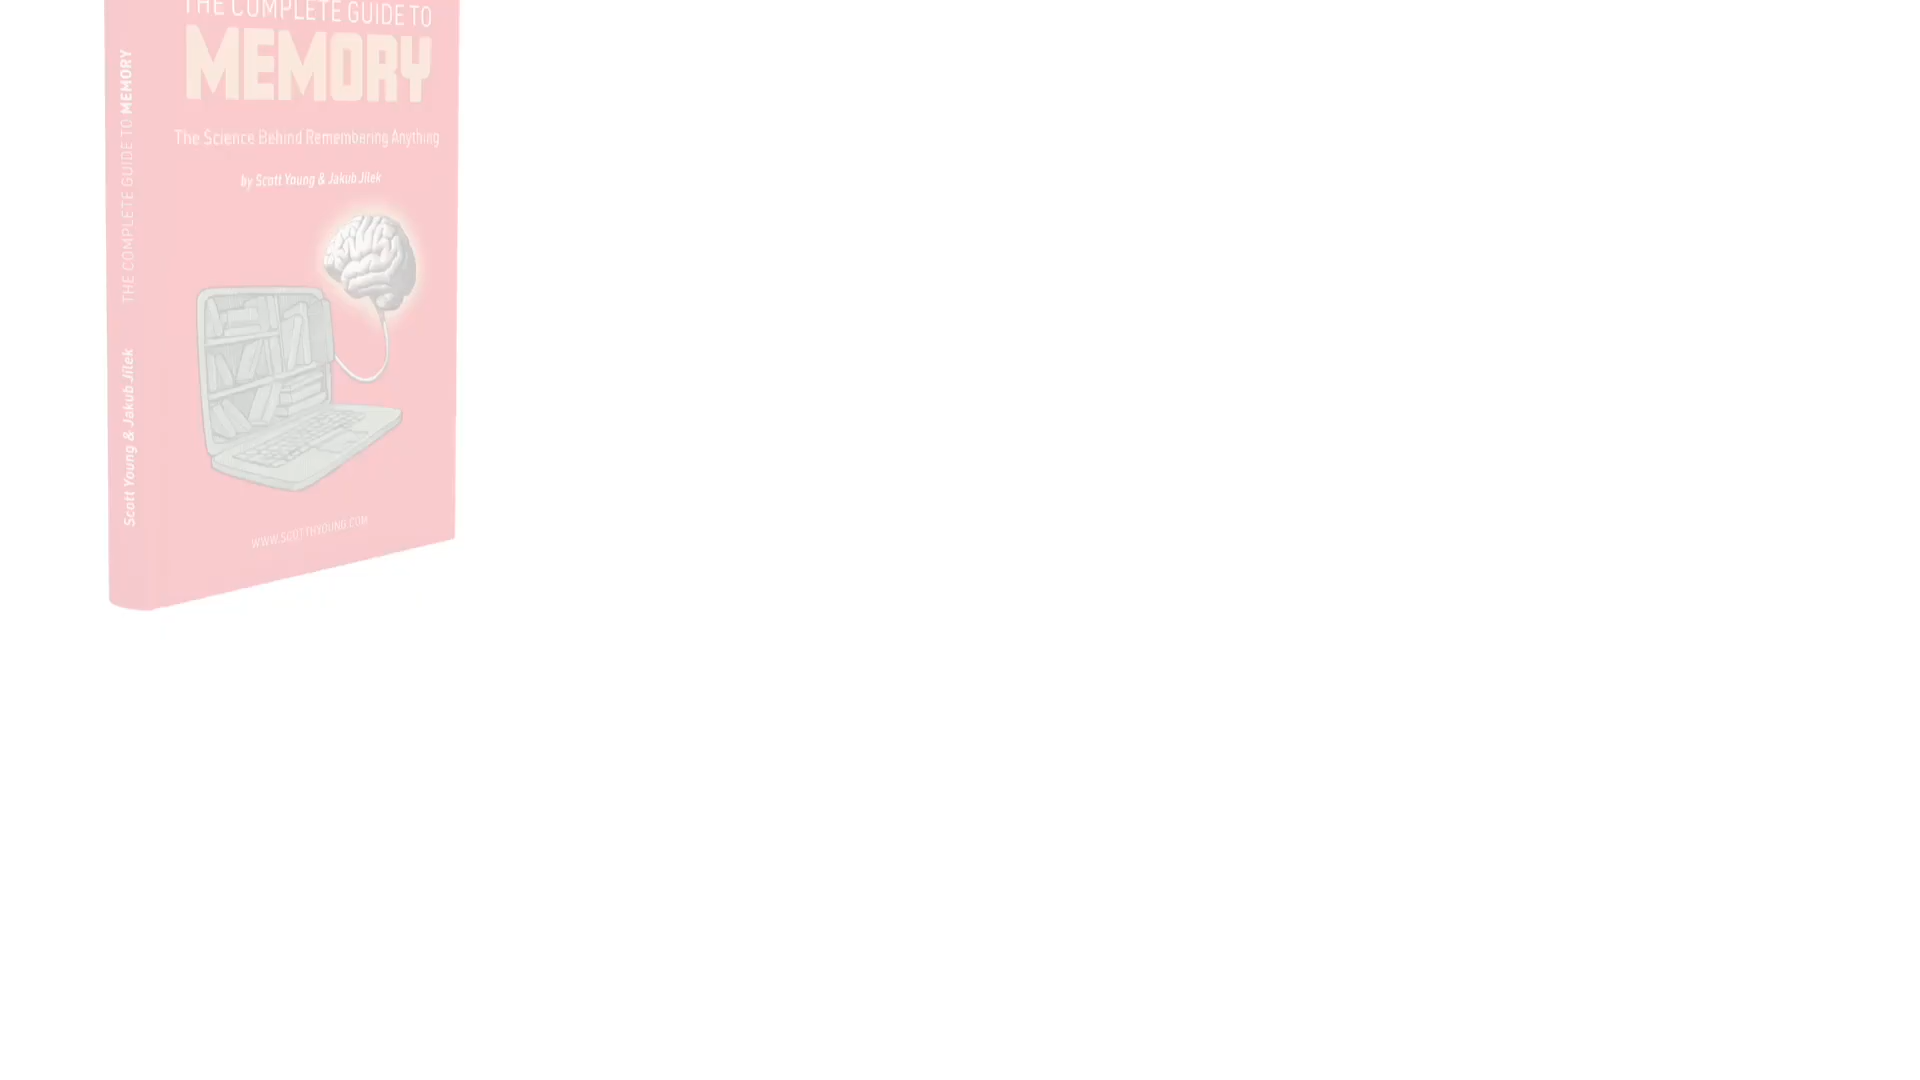 THE COMPLETE GUIDE TO
MEMORY
The Science Behind Remembering Anything
by Scott Young & Jakub Jilek
WWW.SCOTTHYOUNG.COM
THE COMPLETE GUIDE TO MEMORY
Scott Young & Jakub Jilek